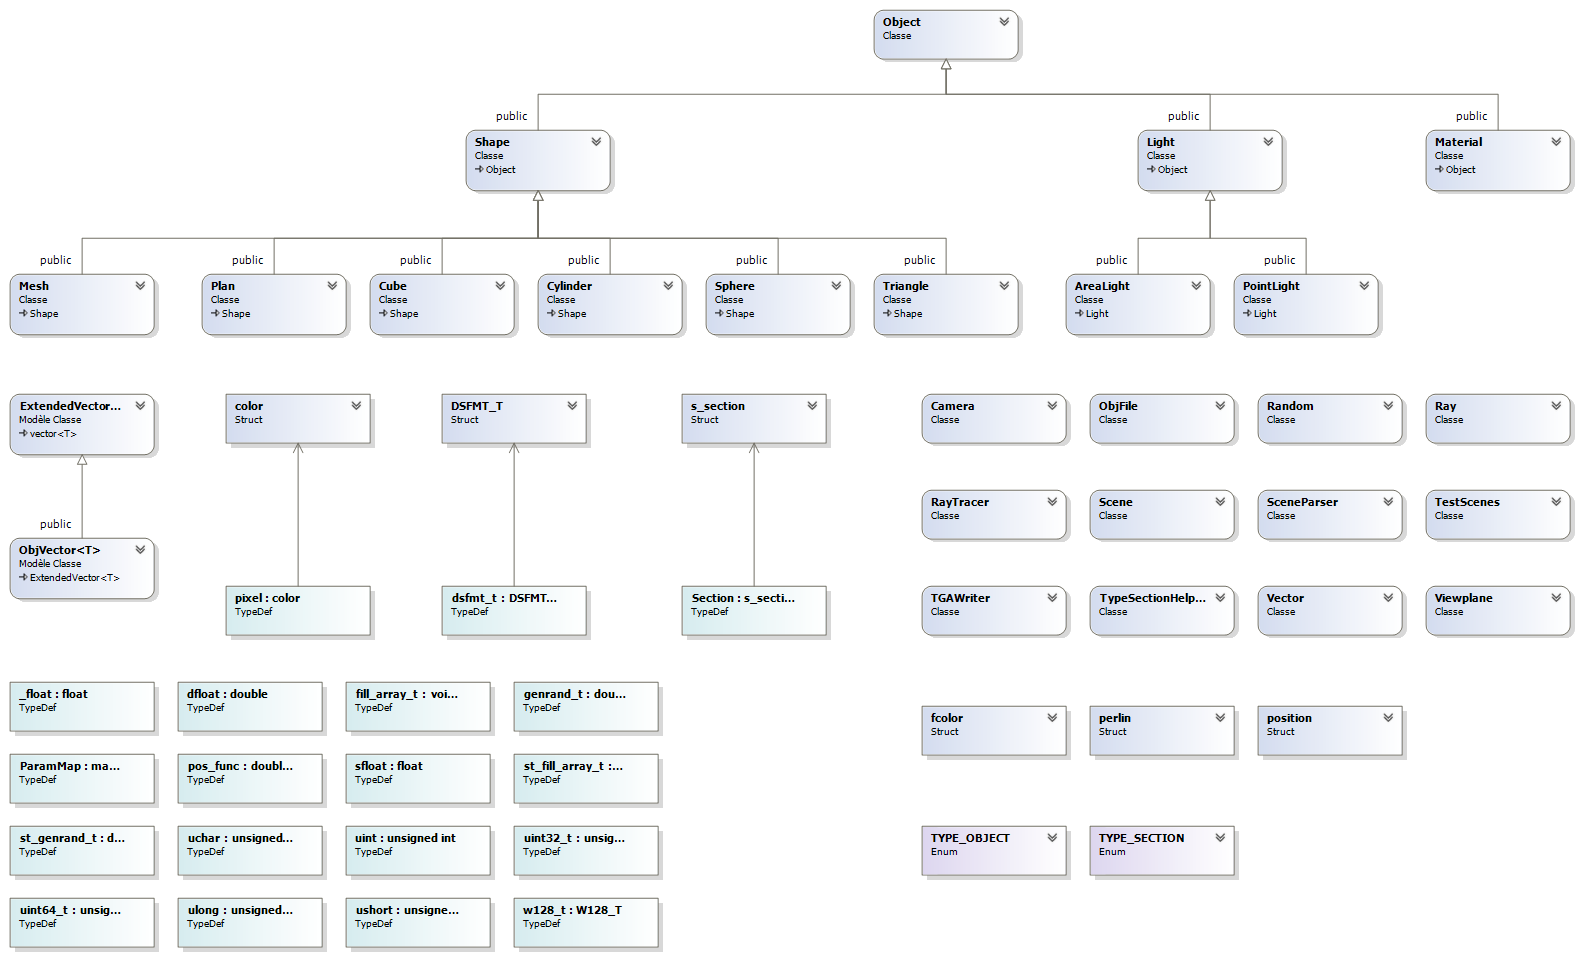 Object
Classe
public
public
public
Shape
Classe
Object
Light
Classe
Object
Material
Classe
Object
public
public
public
public
public
public
public
public
Mesh
Classe
Shape
Plan
Classe
Shape
Cube
Classe
Shape
Cylinder
Classe
Shape
Sphere
Classe
Shape
Triangle
Classe
Shape
AreaLight
Classe
Light
PointLight
Classe
Light
ExtendedVector...
Modèle Classe
vector<T>
color
Struct
DSFMT_T
Struct
s_section
Struct
Camera
Classe
ObjFile
Classe
Random
Classe
Ray
Classe
RayTracer
Classe
Scene
Classe
SceneParser
Classe
TestScenes
Classe
public
ObjVector<T>
Modèle Classe
ExtendedVector<T>
pixel : color
TypeDef
dsfmt_t : DSFMT...
TypeDef
Section : s_secti...
TypeDef
TGAWriter
Classe
TypeSectionHelp...
Classe
Vector
Classe
Viewplane
Classe
_float : float
TypeDef
dfloat : double
TypeDef
fill_array_t : voi...
TypeDef
genrand_t : dou...
TypeDef
fcolor
Struct
perlin
Struct
position
Struct
ParamMap : ma...
TypeDef
pos_func : doubl...
TypeDef
sfloat : float
TypeDef
st_fill_array_t :...
TypeDef
st_genrand_t : d...
TypeDef
uchar : unsigned...
TypeDef
uint : unsigned int
TypeDef
uint32_t : unsig...
TypeDef
TYPE_OBJECT
Enum
TYPE_SECTION
Enum
uint64_t : unsig...
TypeDef
ulong : unsigned...
TypeDef
ushort : unsigne...
TypeDef
w128_t : W128_T
TypeDef